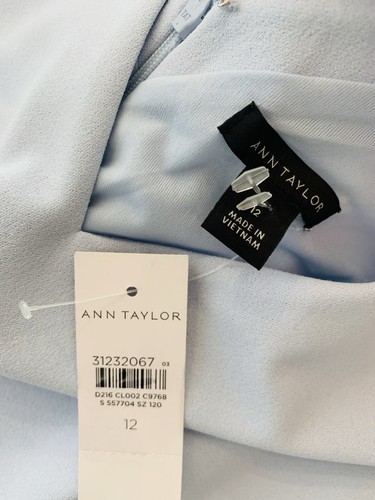 ANN TAYLOR
12
MADE IN
VIETNAM
ANN TAYLOR
31232067 03
D216 CL002 C9768
S 557704 SZ 120
12